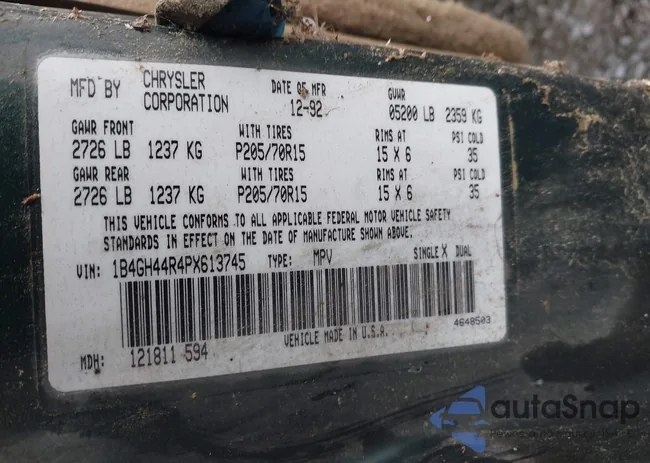 MFD BY CHRYSLER CORPORATION DATE OF MFR 12-92 GVWR 05200 LB 2359 KG
GAWR FRONT WITH TIRES RIMS AT PSI COLD
2726 LB 1237 KG P205/70R15 15 X 6 35
GAWR REAR WITH TIRES RIMS AT PSI COLD
2726 LB 1237 KG P205/70R15 15 X 6 35
THIS VEHICLE CONFORMS TO ALL APPLICABLE FEDERAL MOTOR VEHICLE SAFETY
STANDARDS IN EFFECT ON THE DATE OF MANUFACTURE SHOWN ABOVE.
VIN: 1B4GH44R4PX613745 TYPE: MPV SINGLE X DUAL
VEHICLE MADE IN U.S.A. 4648503
MDH: 121811 594
autaSnap